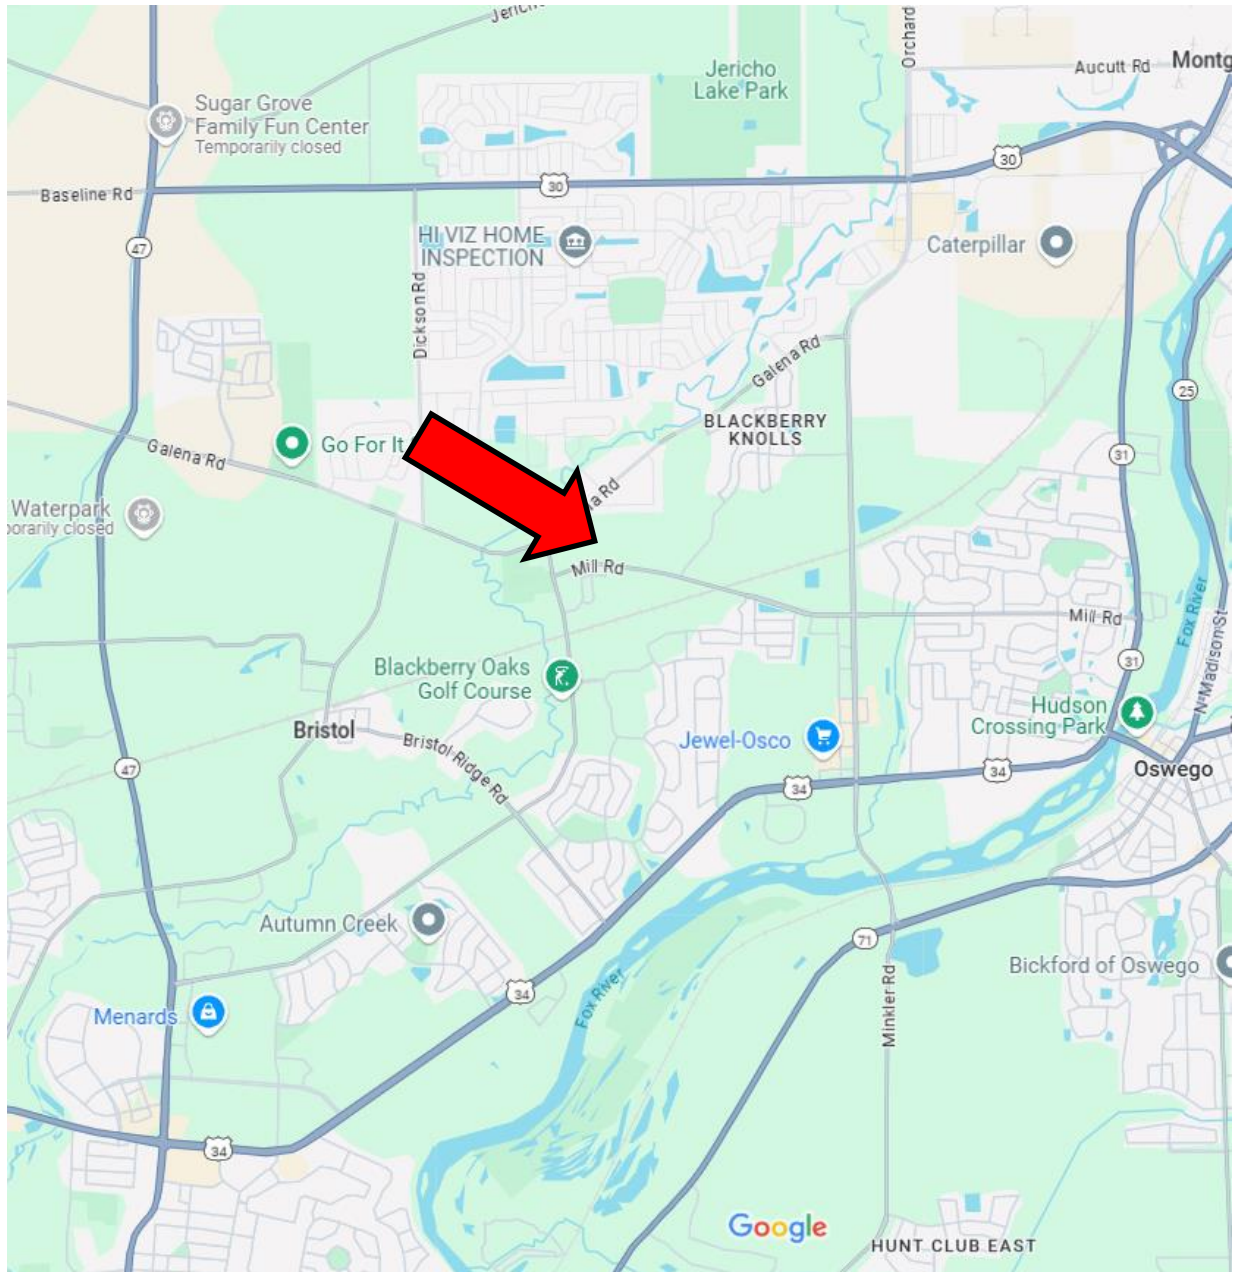 Jericho
Orchard
Aucutt Rd
Montg
Jericho
Lake Park
Sugar Grove
Family Fun Center
Temporarily closed
30
30
Baseline Rd
47
HI VIZ HOME
INSPECTION
Caterpillar
Dickson Rd
Galena Rd
25
BLACKBERRY
KNOLLS
Go For It
Galena Rd
31
Waterpark
porarily closed
a Rd
Mill Rd
Fox River
Mill Rd
N Madison St
31
Blackberry Oaks
Golf Course
Hudson
Crossing Park
Bristol
Bristol Ridge Rd
Jewel-Osco
47
34
34
Oswego
Autumn Creek
71
Bickford of Oswego
34
Fox River
Menards
Minkler Rd
34
Google
HUNT CLUB EAST